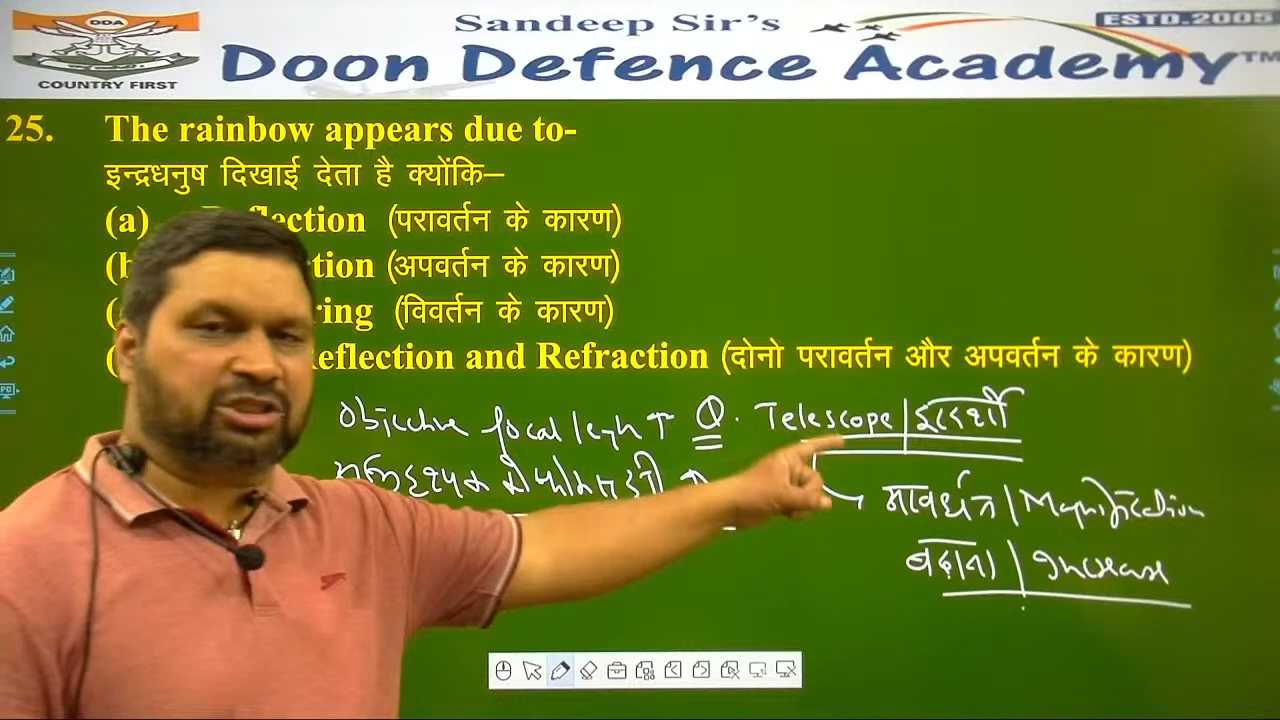 Sandeep Sir's
ESTD.2005
DDA
Doon Defence Academy™
COUNTRY FIRST
25. The rainbow appears due to-
इन्द्रधनुष दिखाई देता है क्योंकि–
(a) Reflection (परावर्तन के कारण)
(b tion (अपवर्तन के कारण)
( ring (विवर्तन के कारण)
( eflection and Refraction (दोनो परावर्तन और अपवर्तन के कारण)
Objective focal length ↑ Q. Telescope | दूरदर्शी
↑
आवर्धन | Magnification
बढ़ाना | Increase